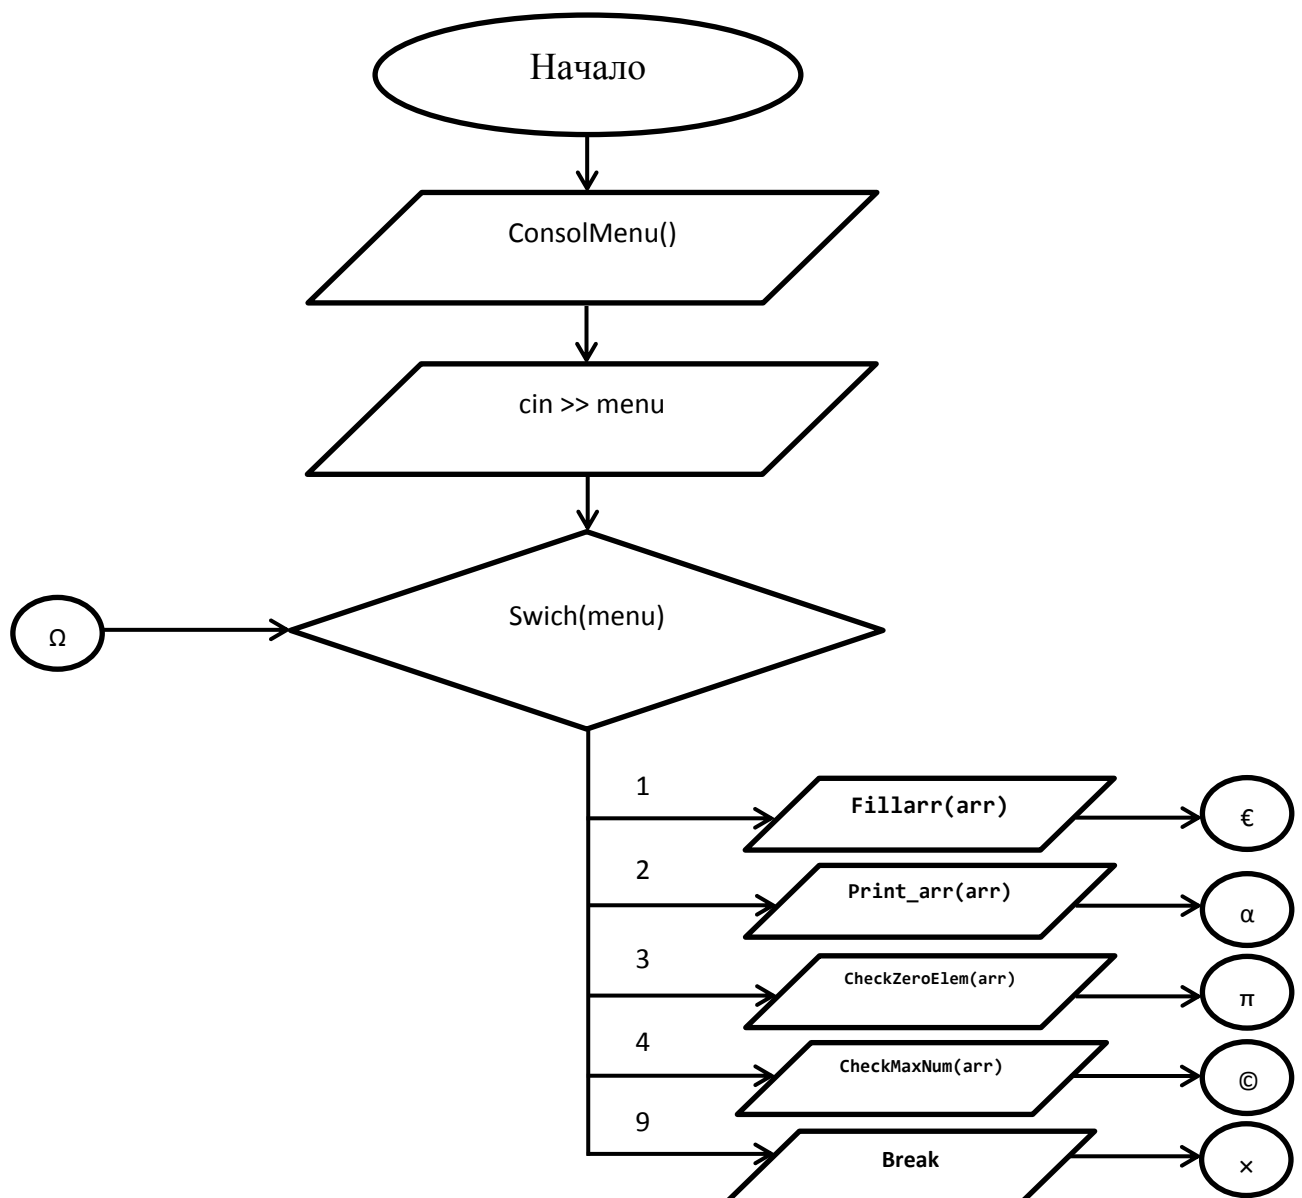 Начало
ConsolMenu()
cin >> menu
Swich(menu)
Ω
1
Fillarr(arr)
€
2
Print_arr(arr)
α
3
CheckZeroElem(arr)
π
4
CheckMaxNum(arr)
©
9
Break
×